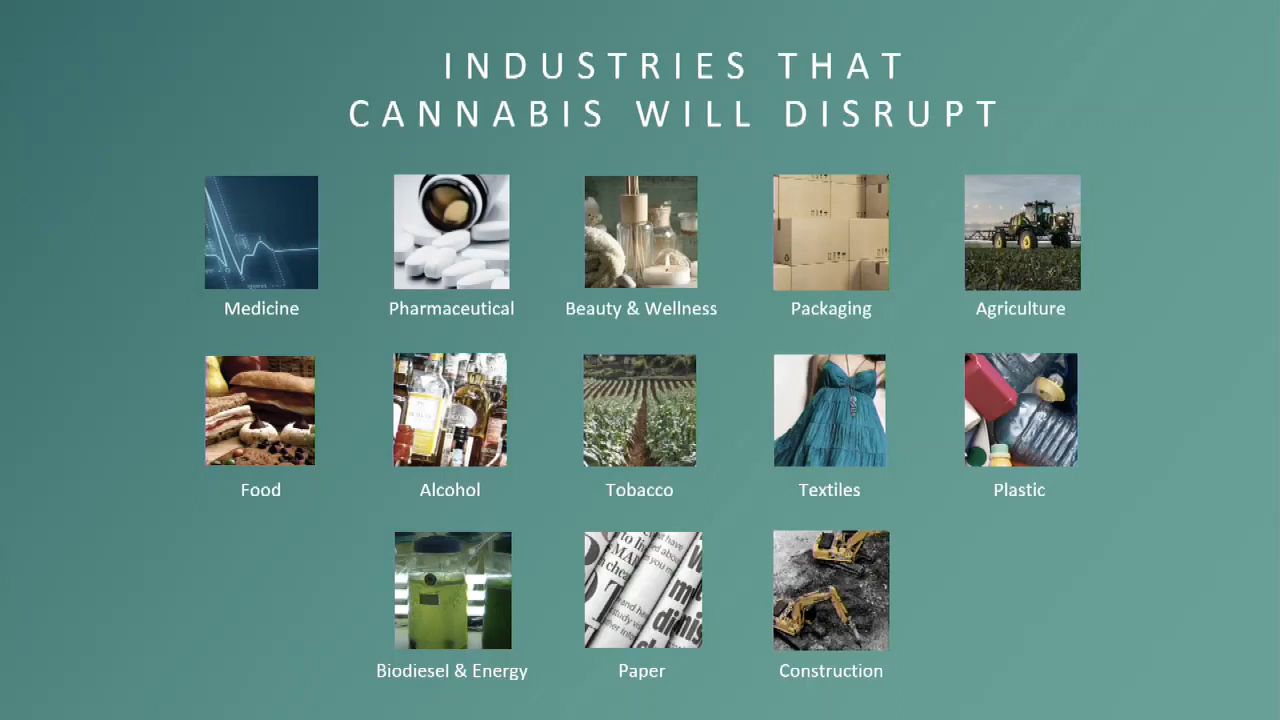 INDUSTRIES THAT
CANNABIS WILL DISRUPT
Medicine
Pharmaceutical
Beauty & Wellness
Packaging
Agriculture
Food
Alcohol
Tobacco
Textiles
Plastic
Biodiesel & Energy
Paper
Construction